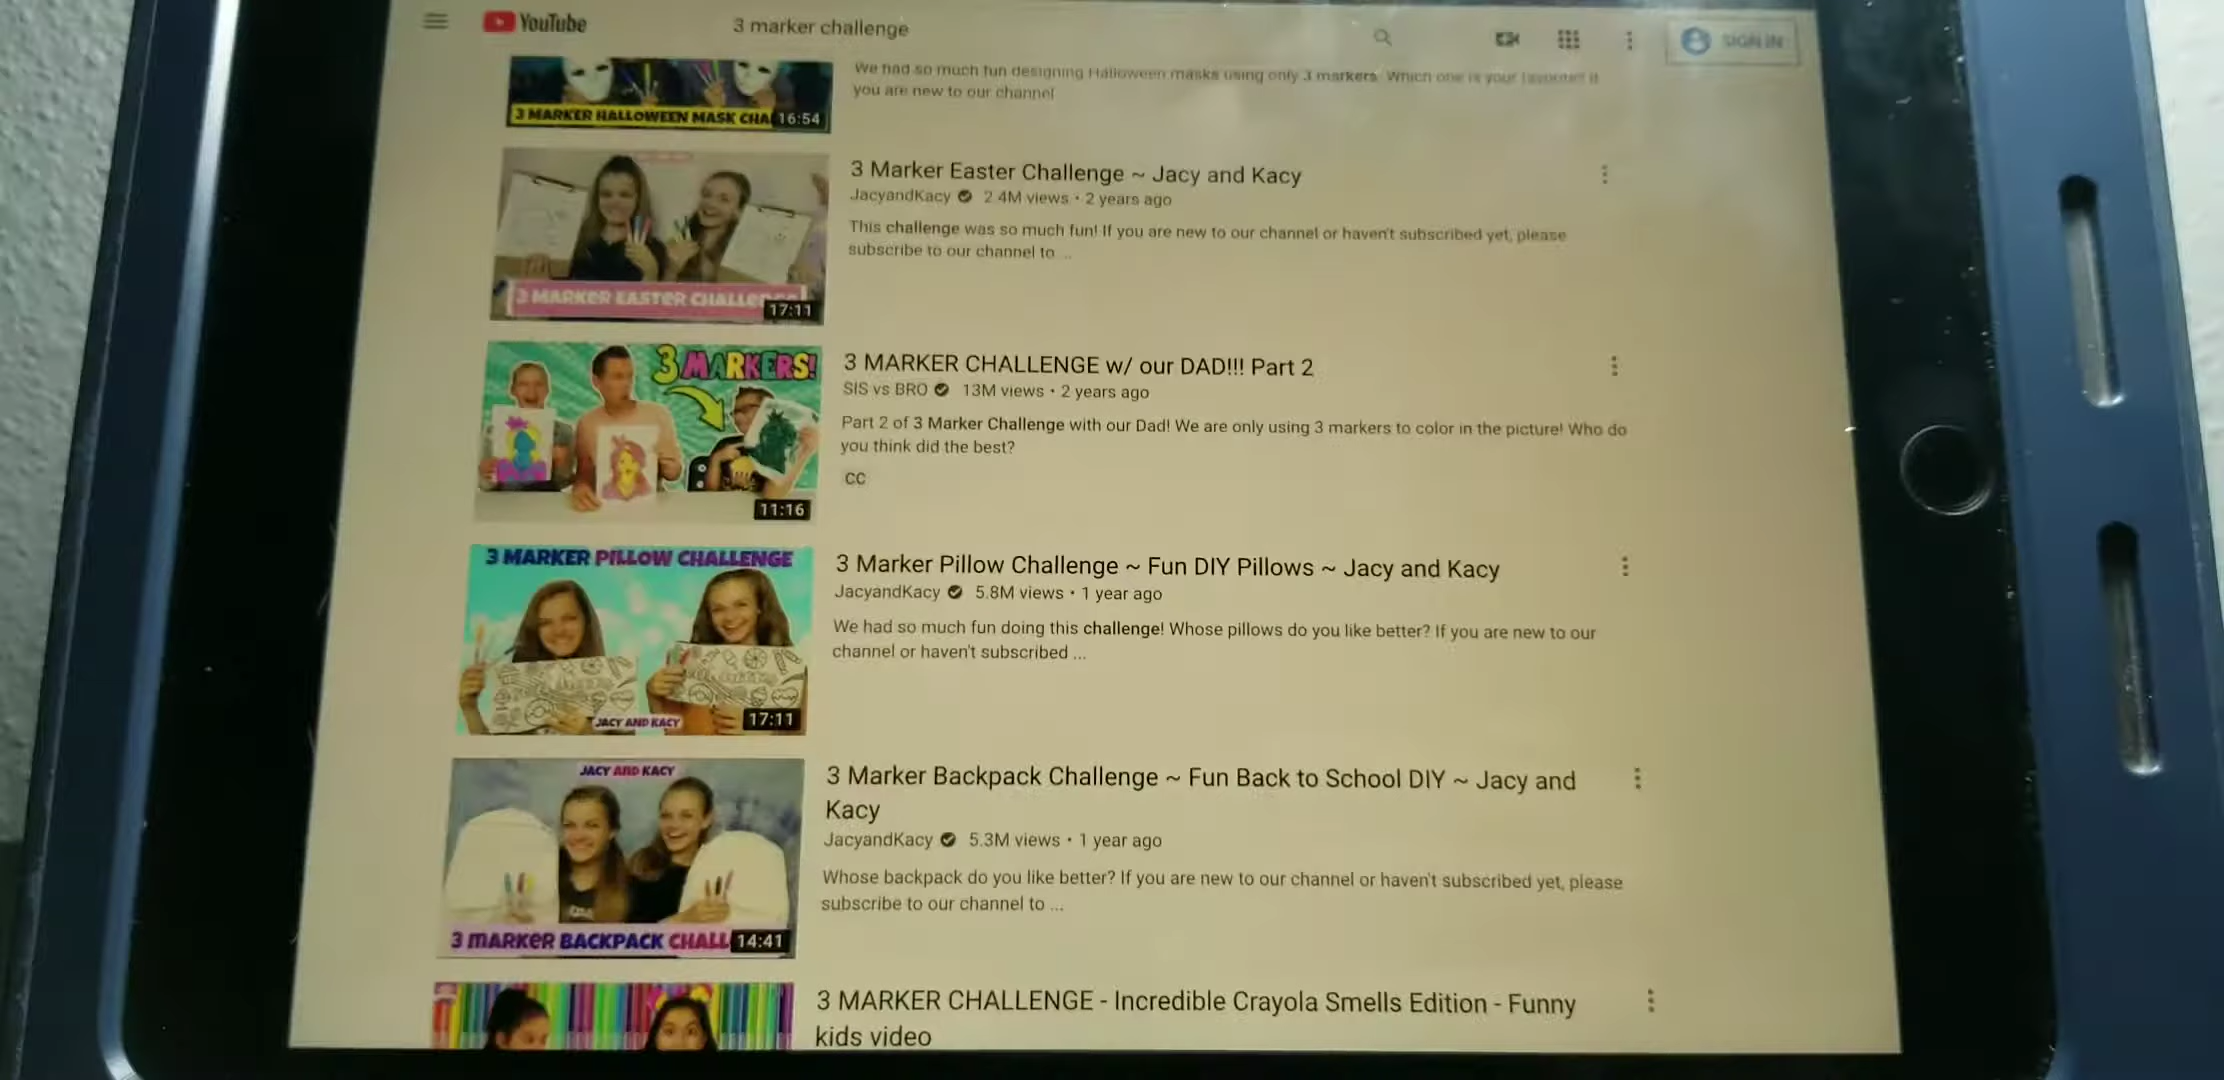 YouTube
3 marker challenge
SIGN IN
We had so much fun designing Halloween masks using only 3 markers. Which one is your favourite? If
you are new to our channel
3 MARKER HALLOWEEN MASK CHA
16:54
3 Marker Easter Challenge ~ Jacy and Kacy
JacyandKacy 2.4M views • 2 years ago
This challenge was so much fun! If you are new to our channel or haven't subscribed yet, please
subscribe to our channel to ...
3 MARKER EASTER CHALLENGE
17:11
3 MARKERS!
11:16
3 MARKER CHALLENGE w/ our DAD!!! Part 2
SIS vs BRO 13M views • 2 years ago
Part 2 of 3 Marker Challenge with our Dad! We are only using 3 markers to color in the picture! Who do
you think did the best?
CC
3 MARKER PILLOW CHALLENGE
JACY AND KACY
17:11
3 Marker Pillow Challenge ~ Fun DIY Pillows ~ Jacy and Kacy
JacyandKacy 5.8M views • 1 year ago
We had so much fun doing this challenge! Whose pillows do you like better? If you are new to our
channel or haven't subscribed ...
JACY AND KACY
3 MARKER BACKPACK CHALL
14:41
3 Marker Backpack Challenge ~ Fun Back to School DIY ~ Jacy and
Kacy
JacyandKacy 5.3M views • 1 year ago
Whose backpack do you like better? If you are new to our channel or haven't subscribed yet, please
subscribe to our channel to ...
3 MARKER CHALLENGE - Incredible Crayola Smells Edition - Funny
kids video